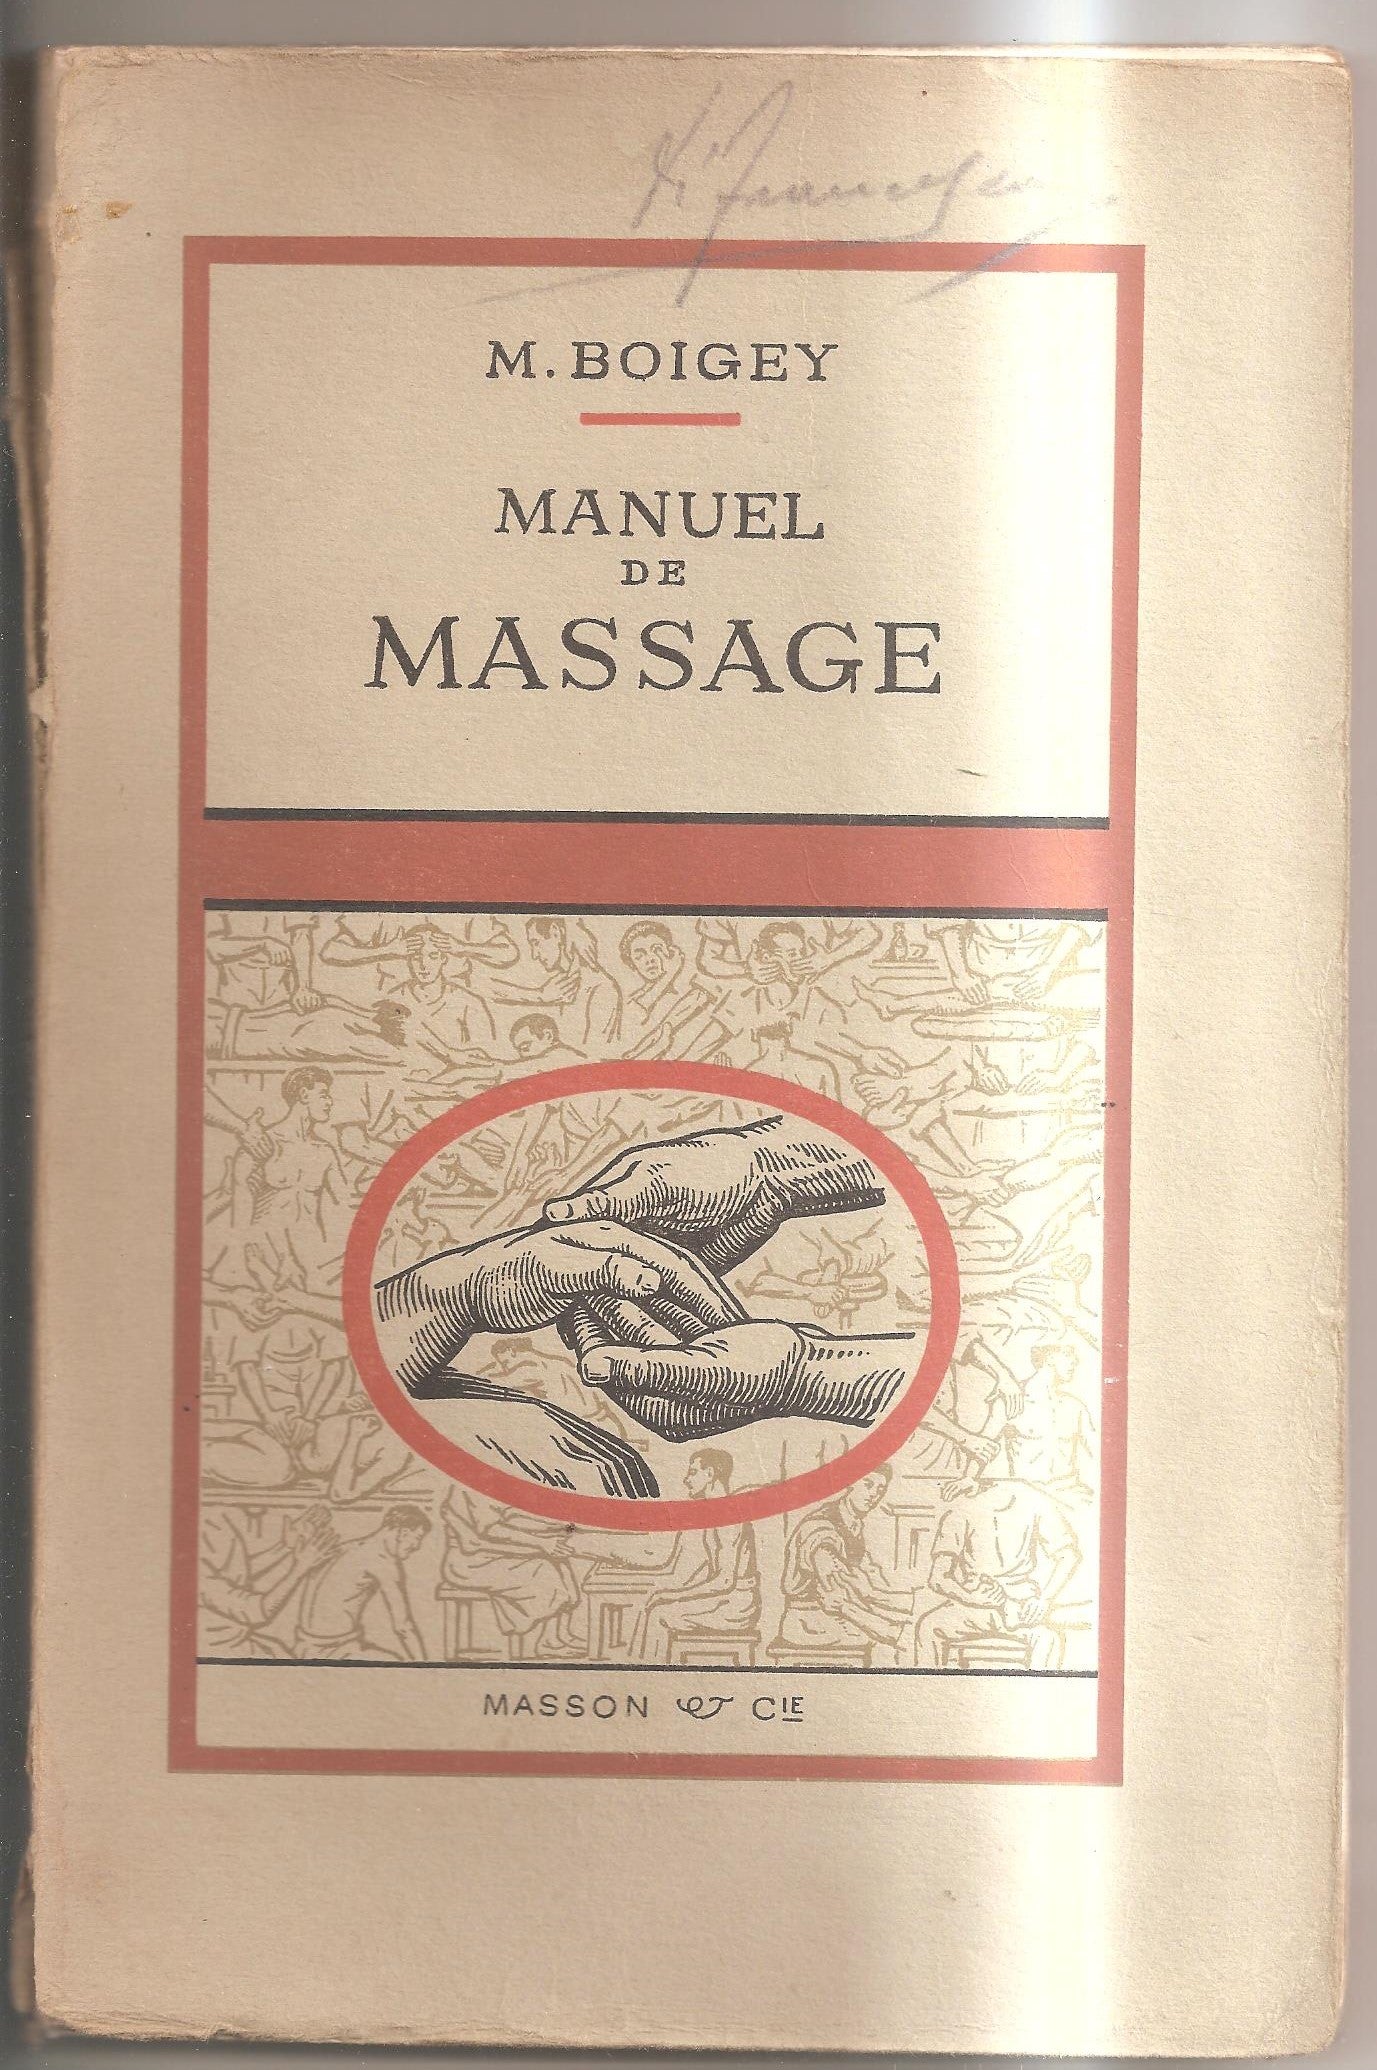 M. BOIGEY
MANUEL
DE
MASSAGE
MASSON & CIE